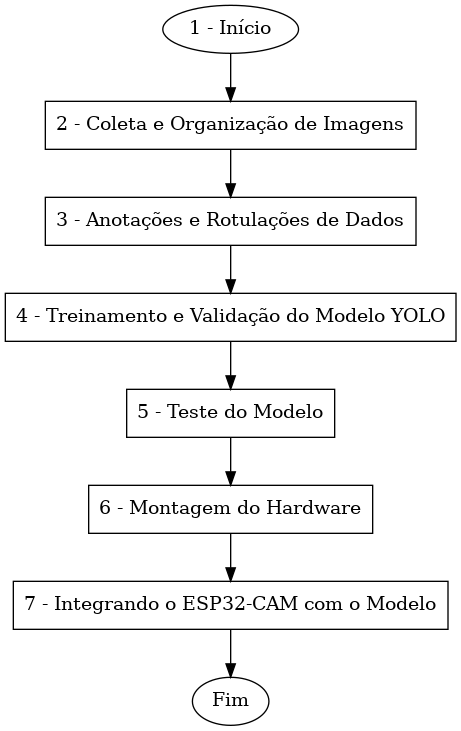 1 - Início
2 - Coleta e Organização de Imagens
3 - Anotações e Rotulações de Dados
4 - Treinamento e Validação do Modelo YOLO
5 - Teste do Modelo
6 - Montagem do Hardware
7 - Integrando o ESP32-CAM com o Modelo
Fim